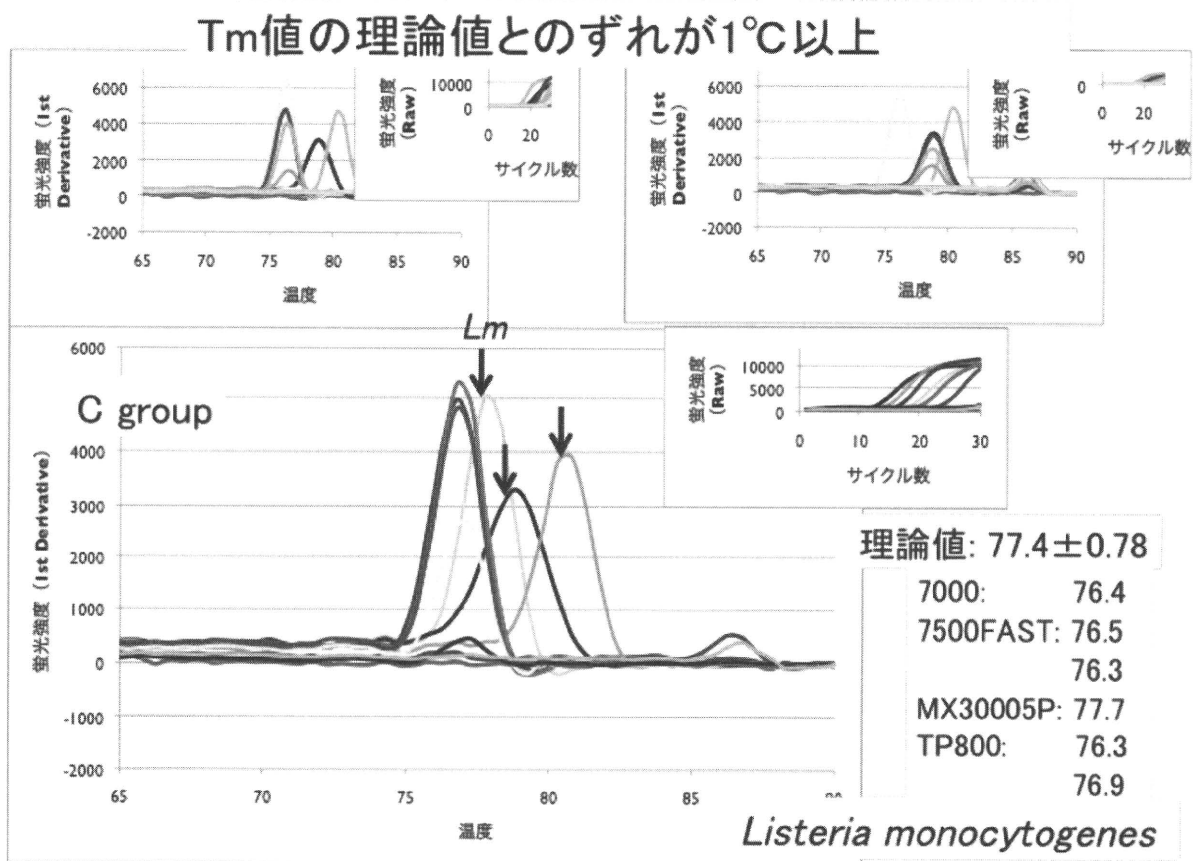 Tm値の理論値とのずれが1℃以上
蛍光強度（1st
Derivative）
6000
4000
2000
0
-2000
65
70
75
80
85
90
温度
蛍光強度
（Raw）
10000
0
0
20
サイクル数
蛍光強度（1st
Derivative）
6000
4000
2000
0
-2000
65
70
75
80
85
90
温度
蛍光強度
（Raw）
0
0
20
サイクル数
Lm
C group
蛍光強度（1st Derivative）
6000
4000
3000
2000
1000
0
-1000
-2000
65
70
75
80
85
温度
蛍光強度
（Raw）
10000
5000
0
0
10
20
30
サイクル数
理論値: 77.4±0.78
7000: 76.4
7500FAST: 76.5
76.3
MX30005P: 77.7
TP800: 76.3
76.9
Listeria monocytogenes